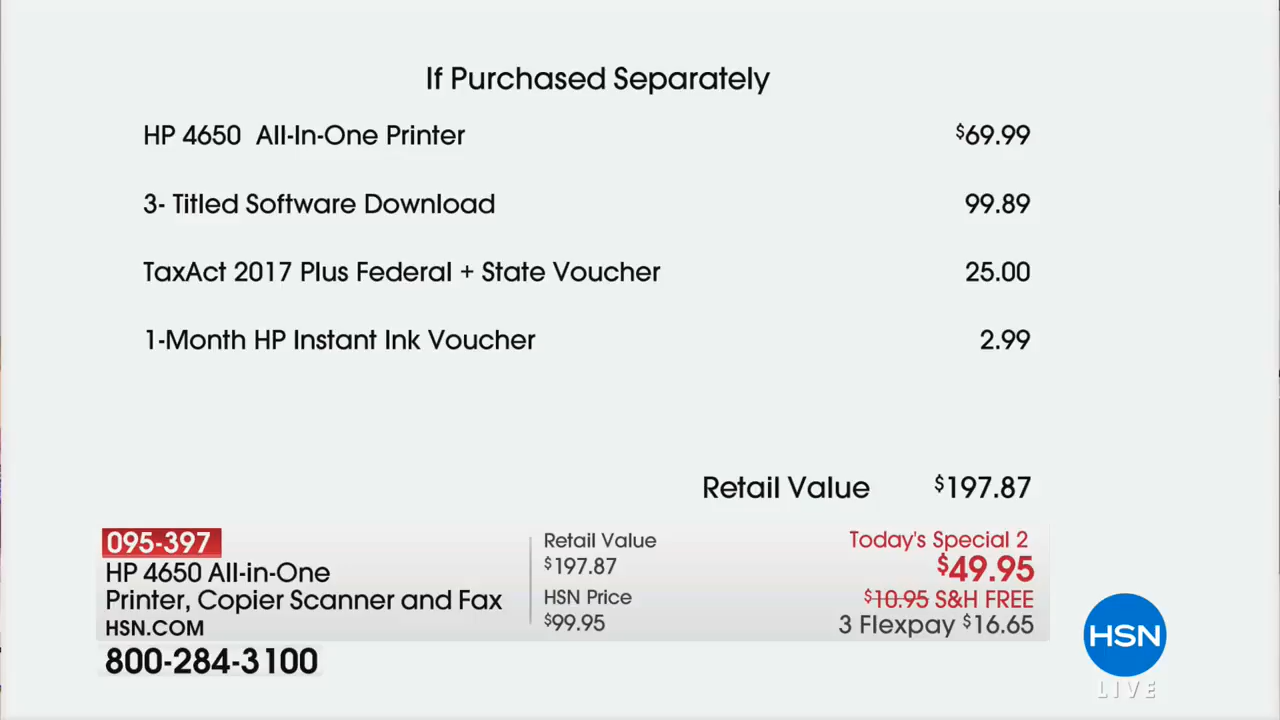 If Purchased Separately
HP 4650 All-In-One Printer $69.99
3- Titled Software Download 99.89
TaxAct 2017 Plus Federal + State Voucher 25.00
1-Month HP Instant Ink Voucher 2.99
Retail Value $197.87
095-397
HP 4650 All-in-One
Printer, Copier Scanner and Fax
HSN.COM
800-284-3100
Retail Value
$197.87
HSN Price
$99.95
Today's Special 2
$49.95
$10.95 S&H FREE
3 Flexpay $16.65
HSN
LIVE